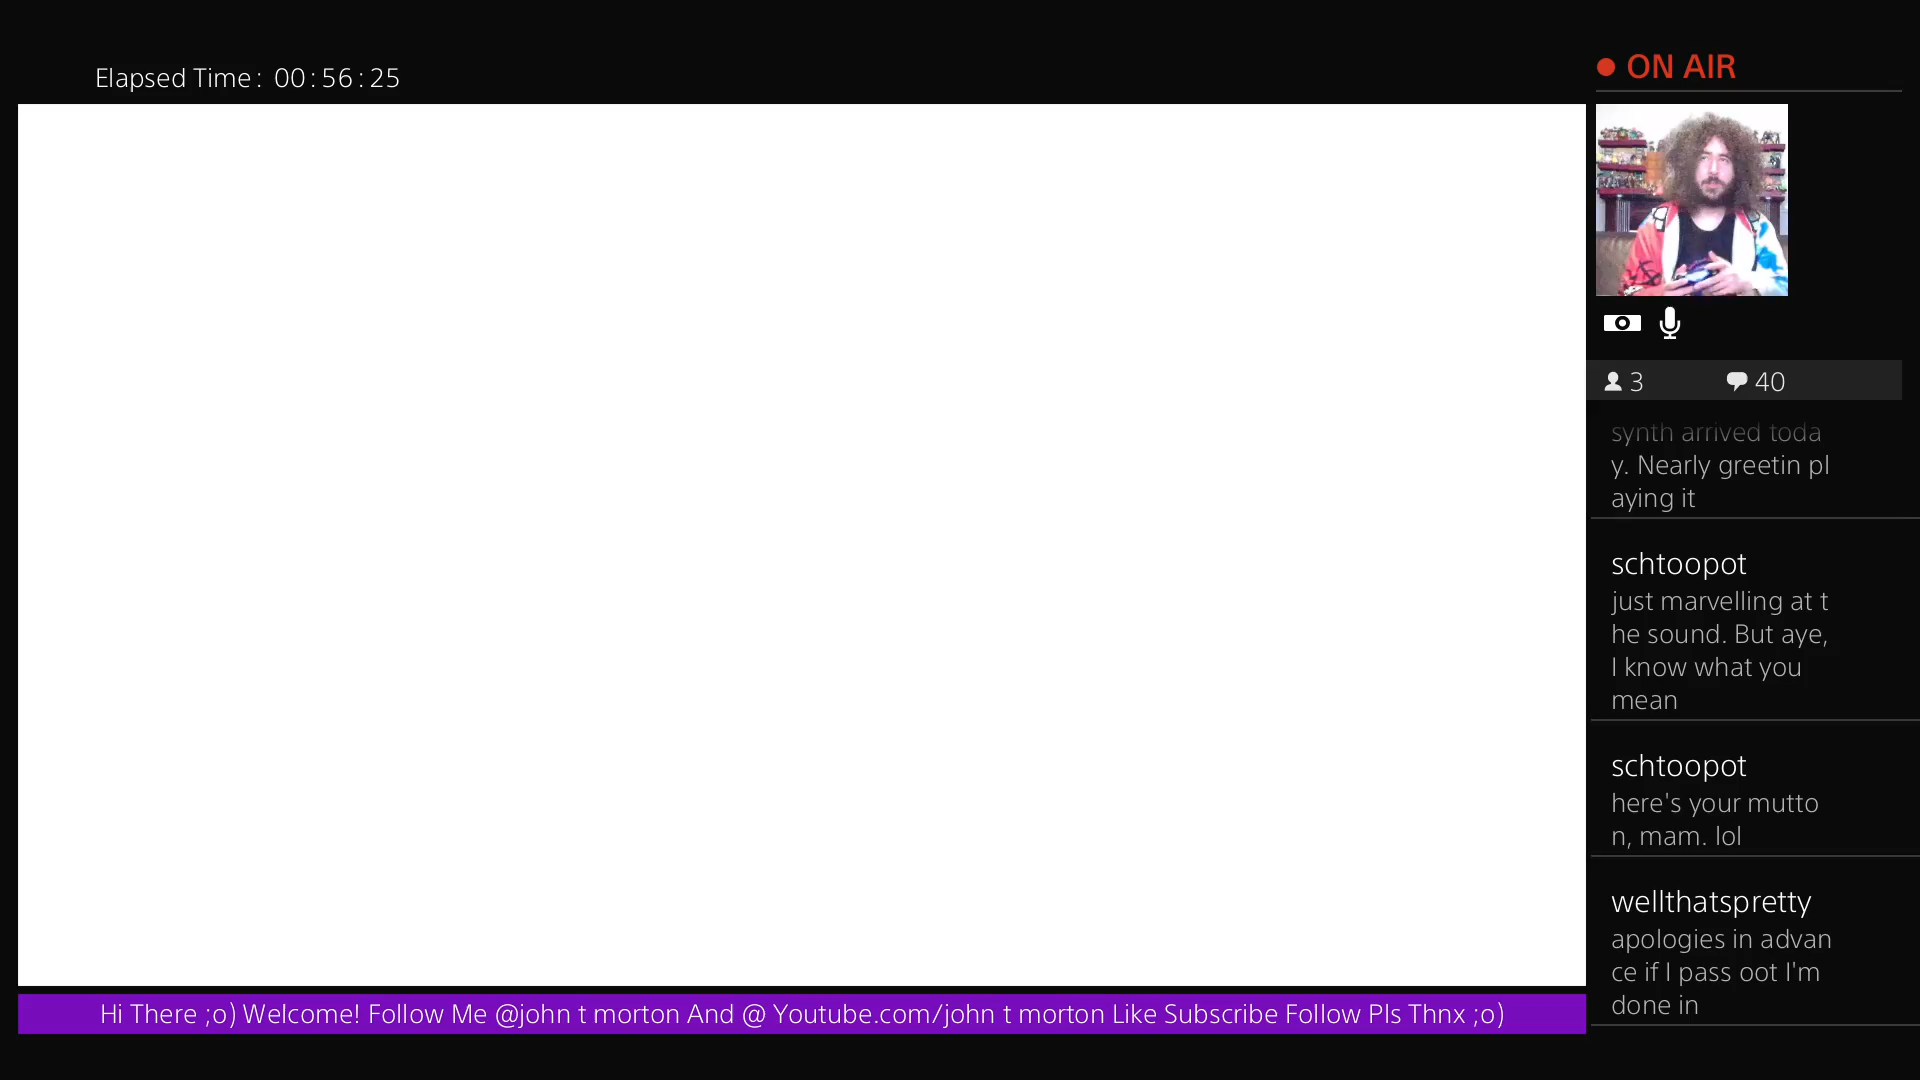 Elapsed Time: 00:56:25
ON AIR
3
40
synth arrived toda
y. Nearly greetin pl
aying it
schtoopot
just marvelling at t
he sound. But aye,
I know what you
mean
schtoopot
here's your mutto
n, mam. lol
wellthatspretty
apologies in advan
ce if I pass oot I'm
done in
Hi There ;o) Welcome! Follow Me @john t morton And @ Youtube.com/john t morton Like Subscribe Follow Pls Thnx ;o)